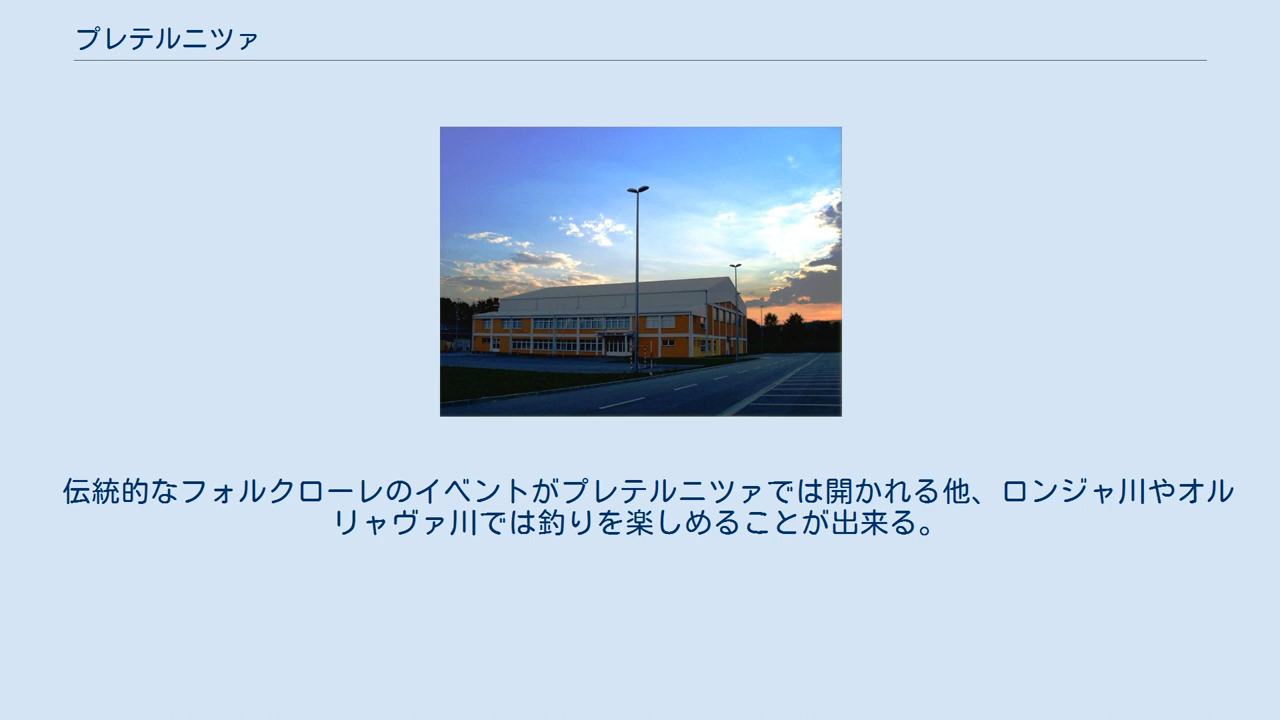 プレテルニツァ
伝統的なフォルクローレのイベントがプレテルニツァでは開かれる他、ロンジャ川やオル
リャヴァ川では釣りを楽しめることが出来る。